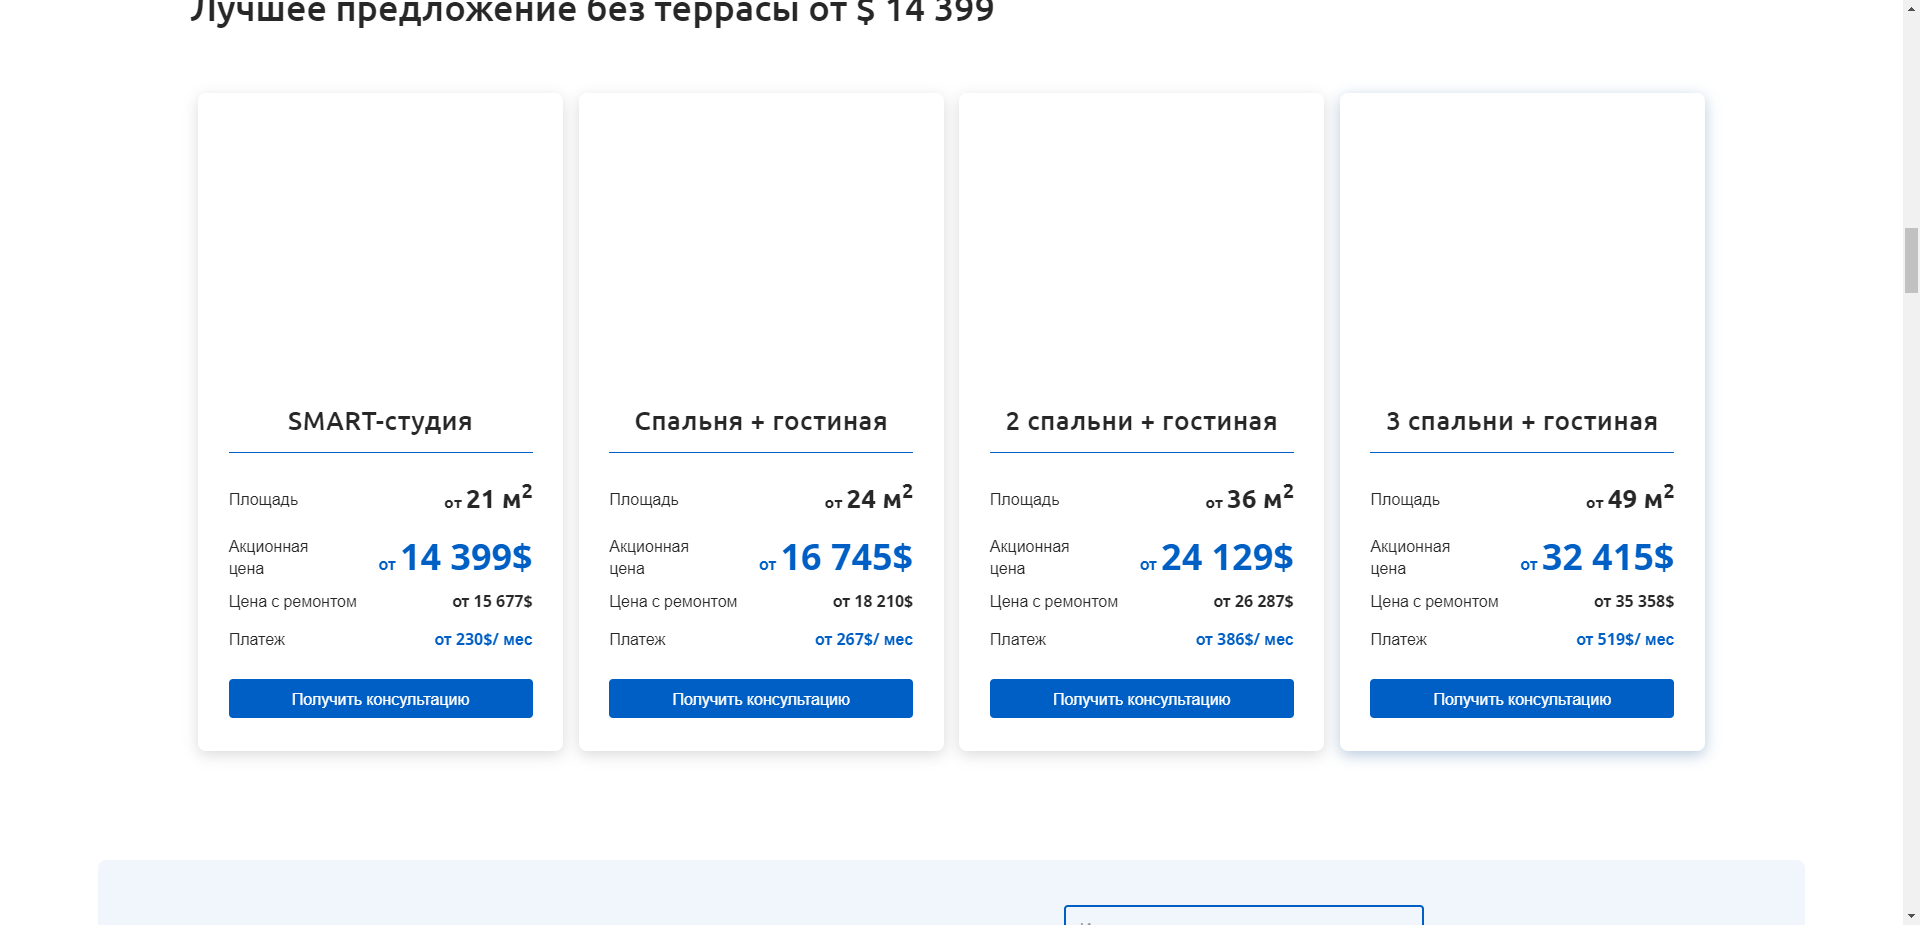 Лучшее предложение без террасы от $ 14 399
SMART-студия
Площадь от 21 м²
Акционная цена от 14 399$
Цена с ремонтом от 15 677$
Платеж от 230$/ мес
Получить консультацию
Спальня + гостиная
Площадь от 24 м²
Акционная цена от 16 745$
Цена с ремонтом от 18 210$
Платеж от 267$/ мес
Получить консультацию
2 спальни + гостиная
Площадь от 36 м²
Акционная цена от 24 129$
Цена с ремонтом от 26 287$
Платеж от 386$/ мес
Получить консультацию
3 спальни + гостиная
Площадь от 49 м²
Акционная цена от 32 415$
Цена с ремонтом от 35 358$
Платеж от 519$/ мес
Получить консультацию